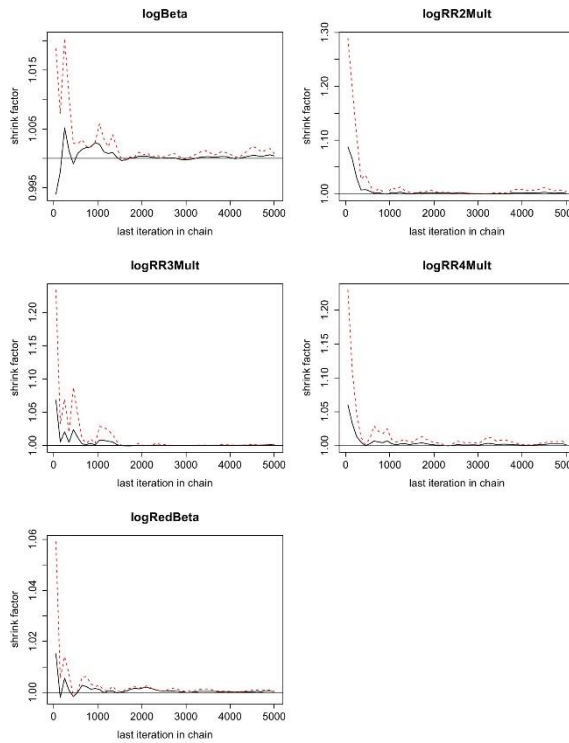 logBeta
shrink factor
0.995 1.005 1.015
0 1000 2000 3000 4000 5000
last iteration in chain
logRR2Mult
shrink factor
1.00 1.10 1.20 1.30
0 1000 2000 3000 4000 5000
last iteration in chain
logRR3Mult
shrink factor
1.00 1.05 1.10 1.15 1.20
0 1000 2000 3000 4000 5000
last iteration in chain
logRR4Mult
shrink factor
1.00 1.05 1.10 1.15 1.20
0 1000 2000 3000 4000 5000
last iteration in chain
logRedBeta
shrink factor
1.00 1.02 1.04 1.06
0 1000 2000 3000 4000 5000
last iteration in chain